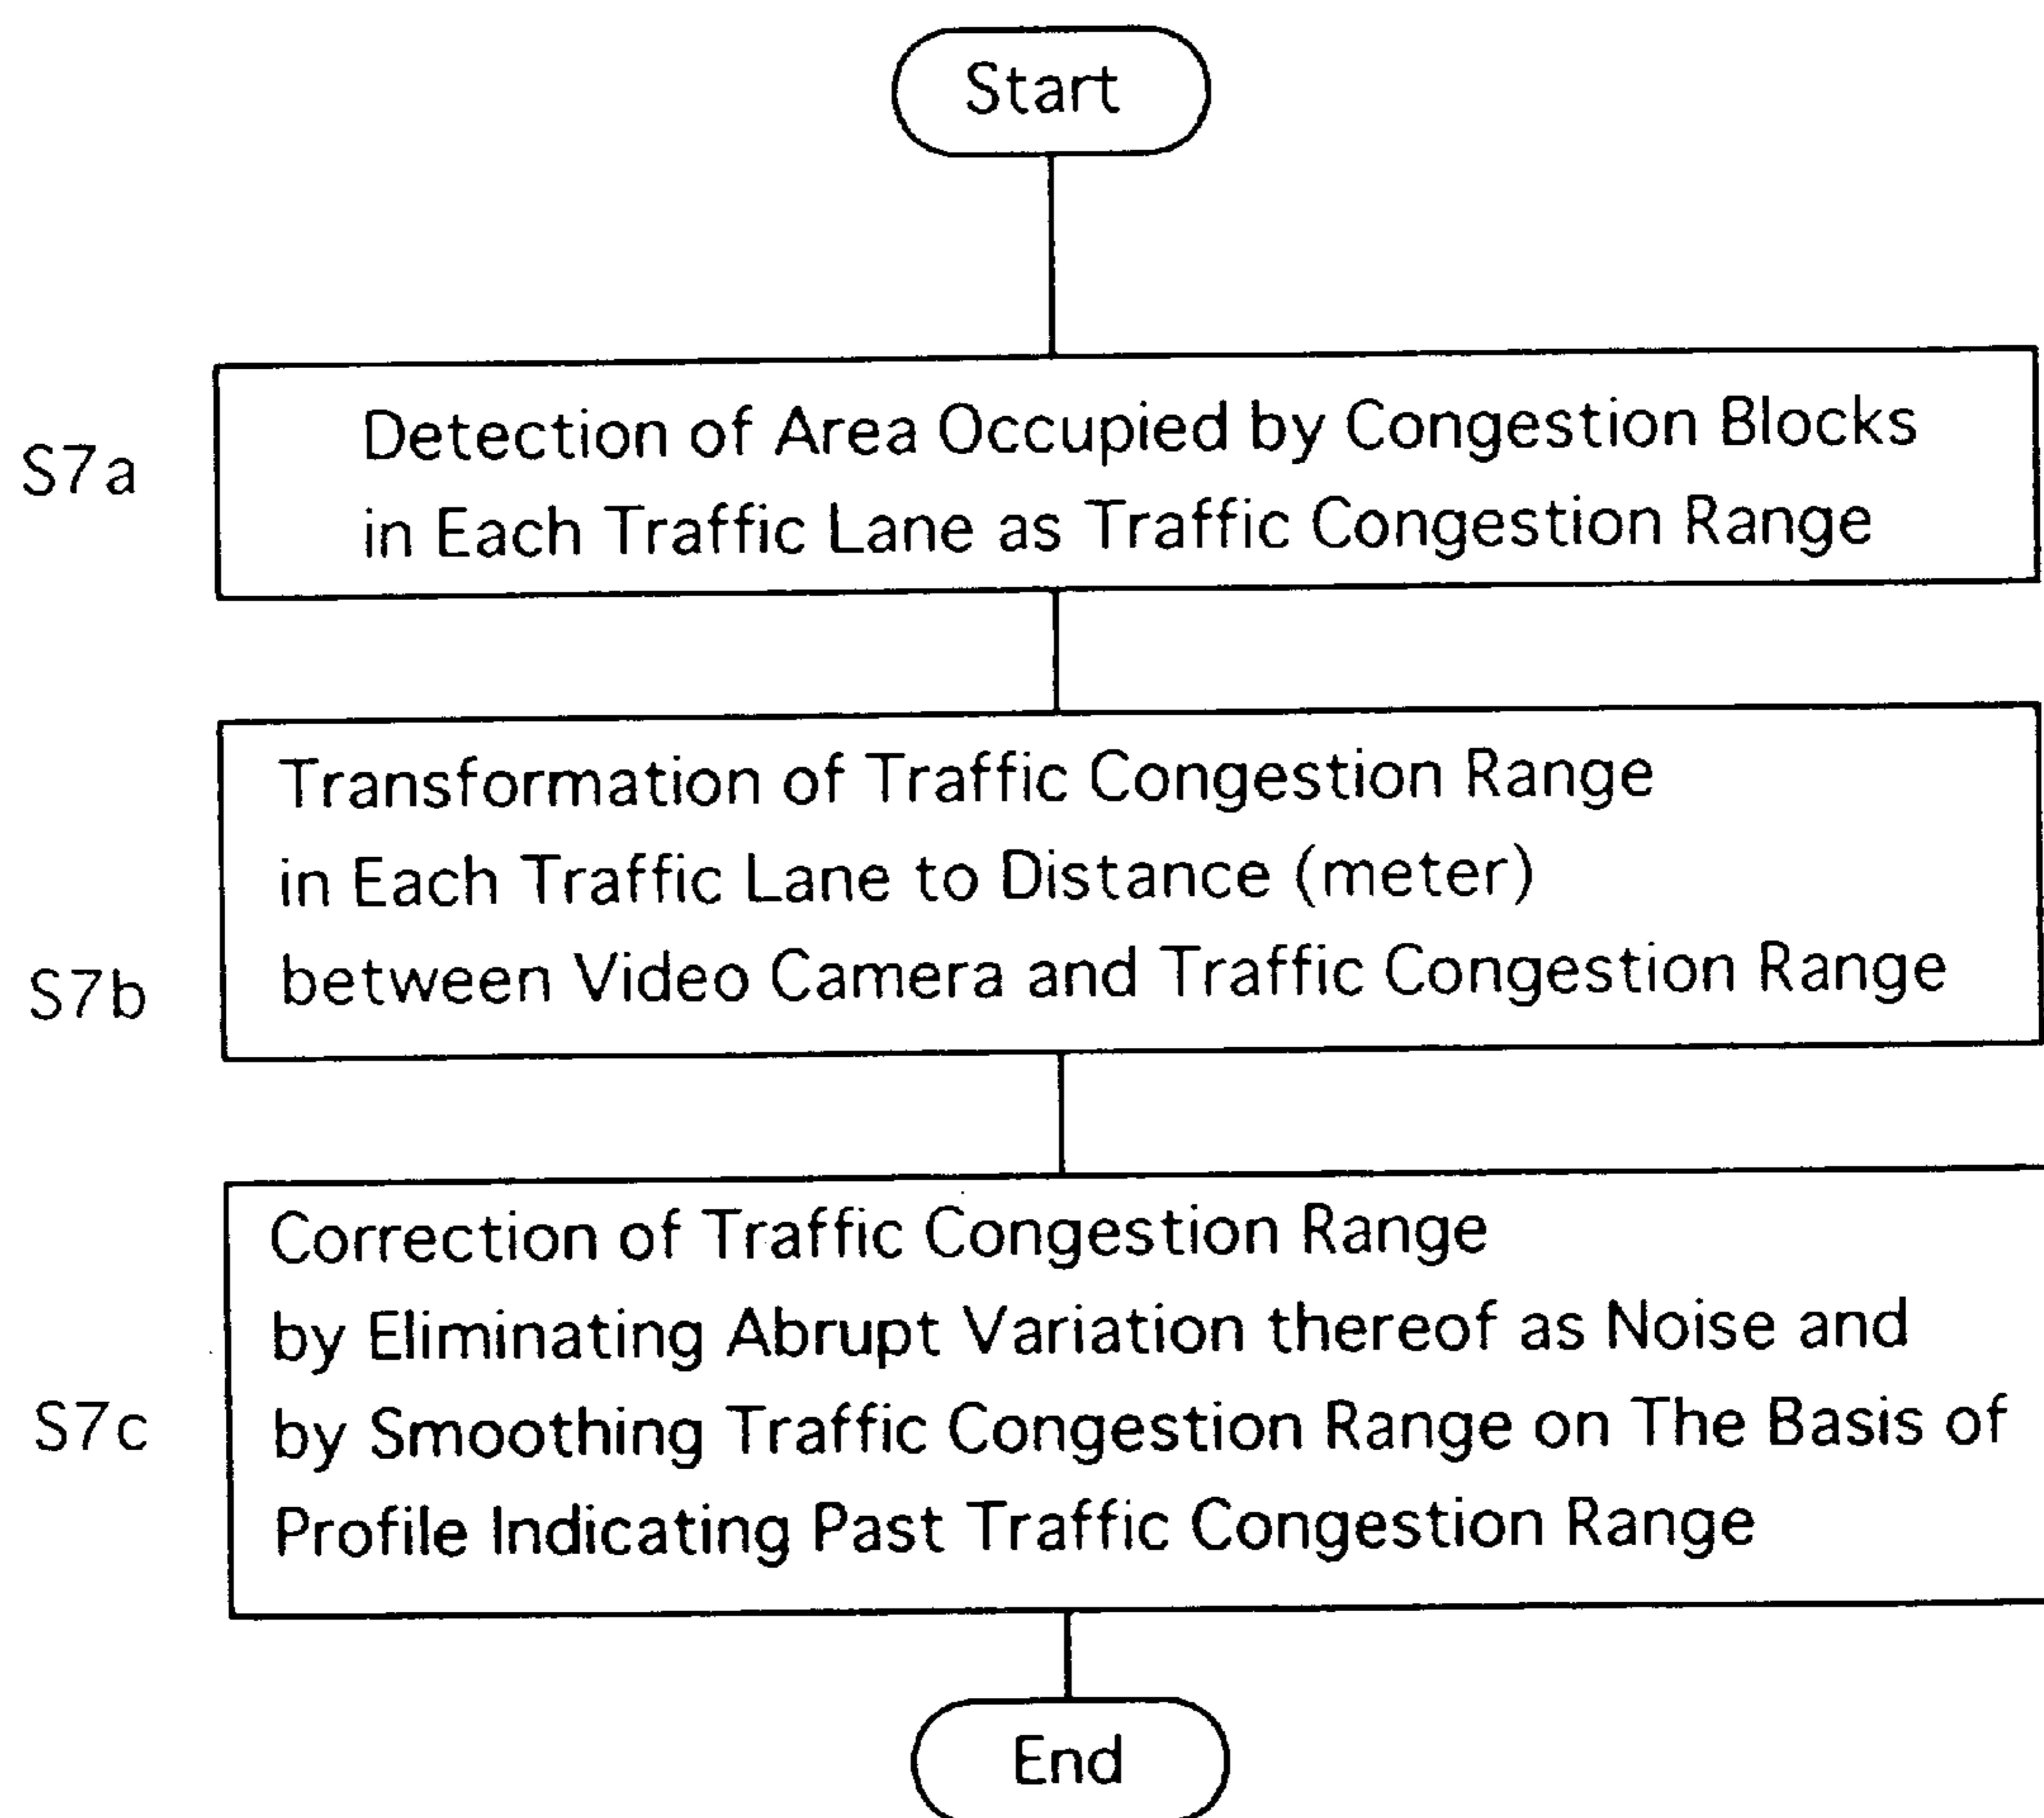 Start
S7a
Detection of Area Occupied by Congestion Blocks
in Each Traffic Lane as Traffic Congestion Range
S7b
Transformation of Traffic Congestion Range
in Each Traffic Lane to Distance (meter)
between Video Camera and Traffic Congestion Range
S7c
Correction of Traffic Congestion Range
by Eliminating Abrupt Variation thereof as Noise and
by Smoothing Traffic Congestion Range on The Basis of
Profile Indicating Past Traffic Congestion Range
End